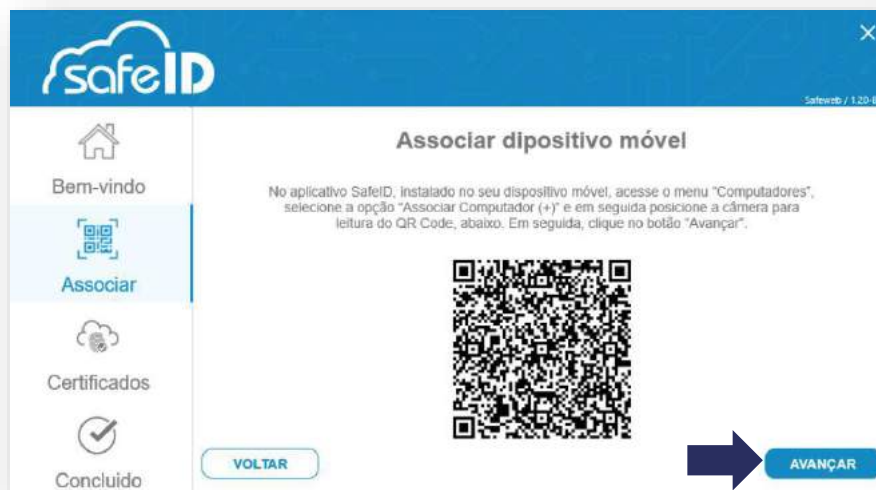 safeID
Safeweb / 1.20-8
Bem-vindo
Associar
Certificados
Concluido
Associar dipositivo móvel
No aplicativo SafeID, instalado no seu dispositivo móvel, acesse o menu "Computadores",
selecione a opção "Associar Computador (+)" e em seguida posicione a câmera para
leitura do QR Code, abaixo. Em seguida, clique no botão "Avançar".
VOLTAR
AVANÇAR